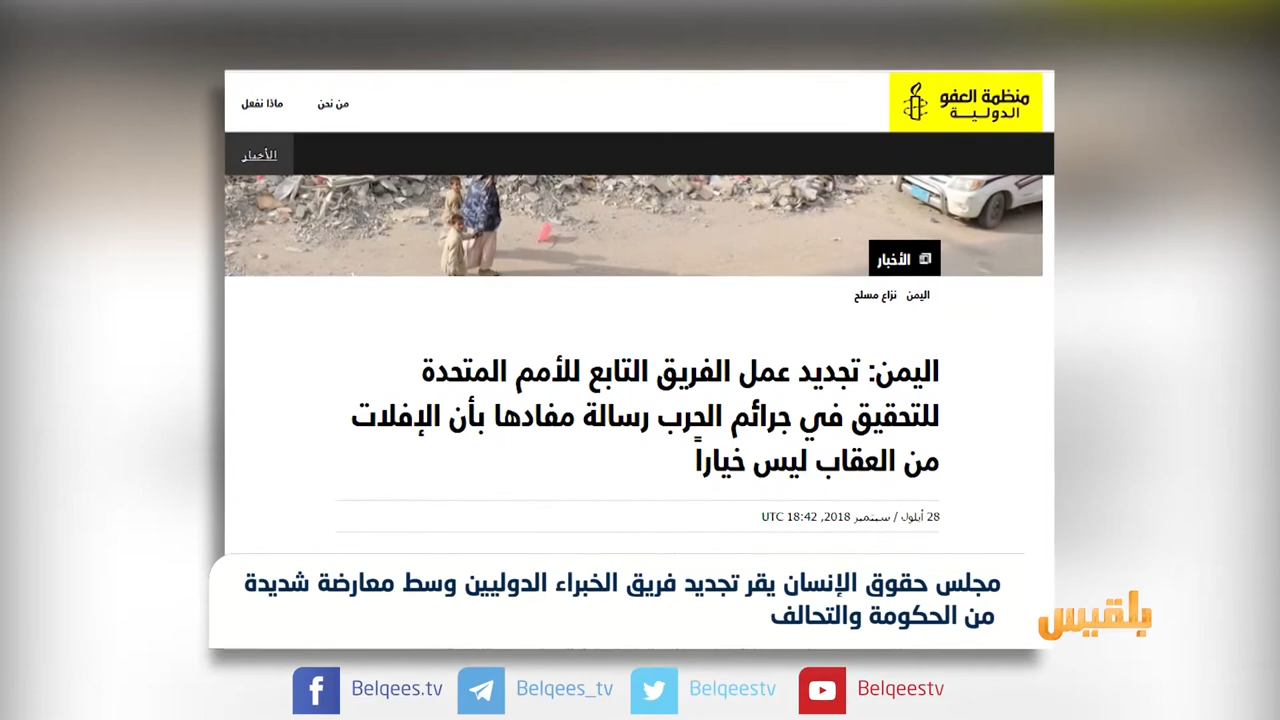 منظمة العفو
الدولية
من نحن
ماذا نفعل
الأخبار
الأخبار
اليمن نزاع مسلح
اليمن: تجديد عمل الفريق التابع للأمم المتحدة
للتحقيق في جرائم الحرب رسالة مفادها بأن الإفلات
من العقاب ليس خياراً
28 أيلول / سبتمبر 2018, 18:42 UTC
مجلس حقوق الإنسان يقر تجديد فريق الخبراء الدوليين وسط معارضة شديدة
من الحكومة والتحالف
بلقيس
Belqees.tv
Belqees_tv
Belqeestv
Belqeestv